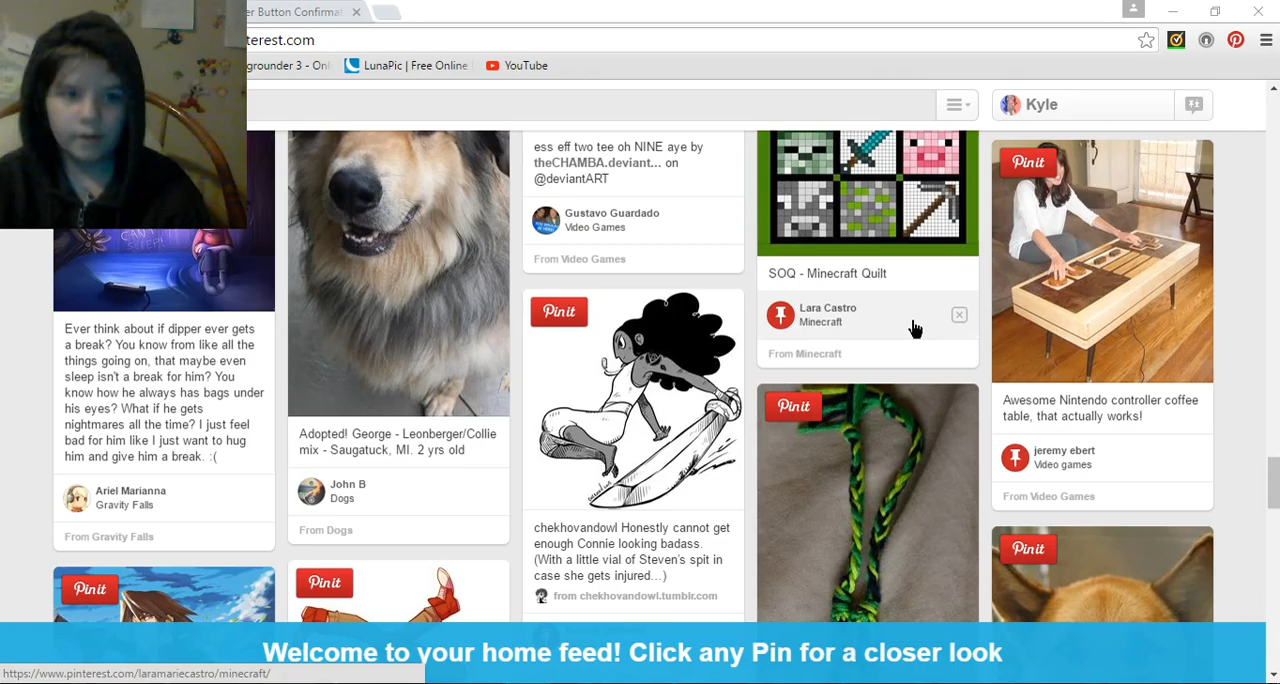 er Button Confirma
terest.com
grounder 3 - Onl
LunaPic | Free Online
YouTube
Kyle
Ever think about if dipper ever gets
a break? You know from like all the
things going on, that maybe even
sleep isn't a break for him? You
know how he always has bags under
his eyes? What if he gets
nightmares all the time? I just feel
bad for him like I just want to hug
him and give him a break. :(
Ariel Marianna
Gravity Falls
From Gravity Falls
Pin it
Adopted! George - Leonberger/Collie
mix - Saugatuck, MI. 2 yrs old
John B
Dogs
From Dogs
Pin it
ess eff two tee oh NINE aye by
theCHAMBA.deviant... on
@deviantART
Gustavo Guardado
Video Games
From Video Games
Pin it
chekhovandowl Honestly cannot get
enough Connie looking badass.
(With a little vial of Steven's spit in
case she gets injured...)
from chekhovandowl.tumblr.com
SOQ - Minecraft Quilt
Lara Castro
Minecraft
From Minecraft
Pin it
Pin it
Awesome Nintendo controller coffee
table, that actually works!
jeremy ebert
Video games
From Video Games
Pin it
Welcome to your home feed! Click any Pin for a closer look
https://www.pinterest.com/laramariecastro/minecraft/